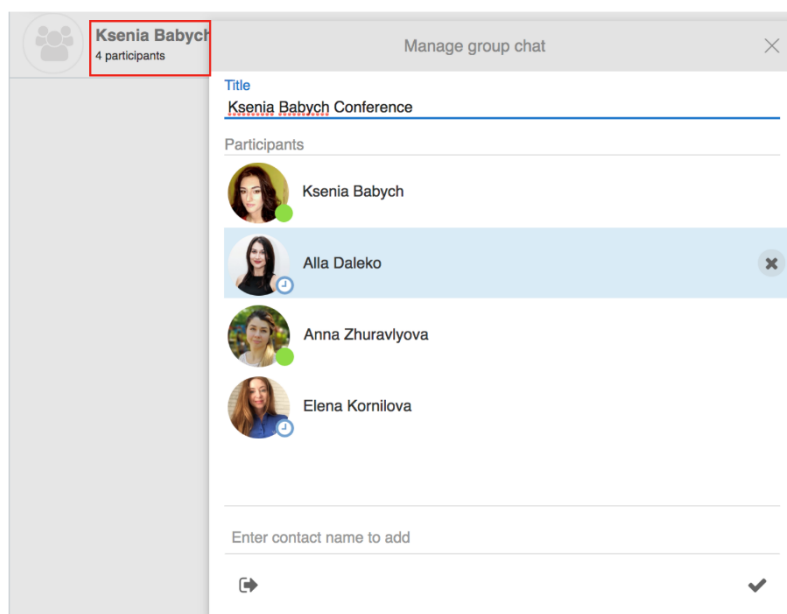 Ksenia Babych
4 participants
Manage group chat
Title
Ksenia Babych Conference
Participants
Ksenia Babych
Alla Daleko
Anna Zhuravlyova
Elena Kornilova
Enter contact name to add